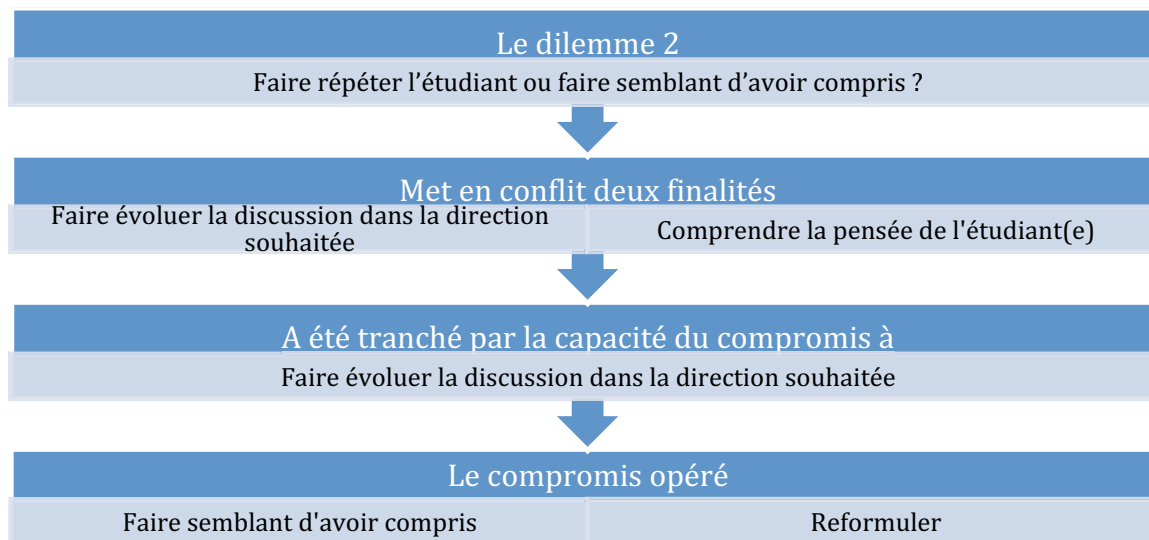 Le dilemme 2
Faire répéter l’étudiant ou faire semblant d’avoir compris ?
Met en conflit deux finalités
Faire évoluer la discussion dans la direction
souhaitée
Comprendre la pensée de l'étudiant(e)
A été tranché par la capacité du compromis à
Faire évoluer la discussion dans la direction souhaitée
Le compromis opéré
Faire semblant d'avoir compris
Reformuler